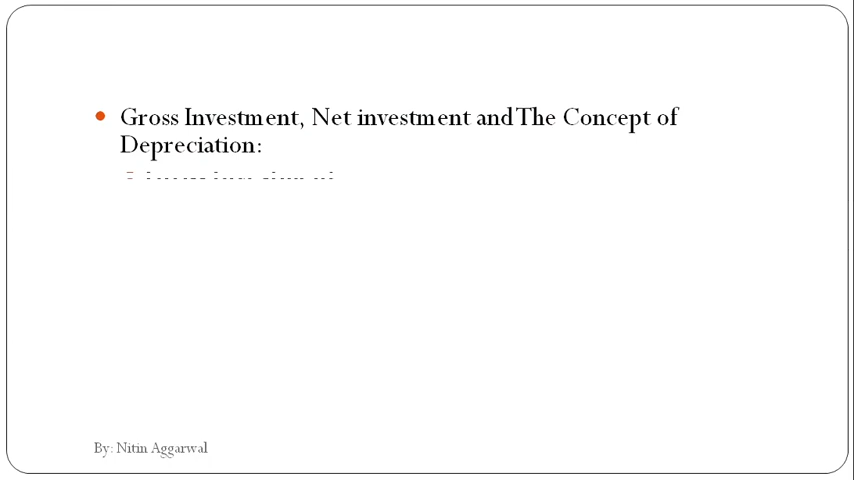 Gross Investment, Net investment and The Concept of
Depreciation:
By: Nitin Aggarwal